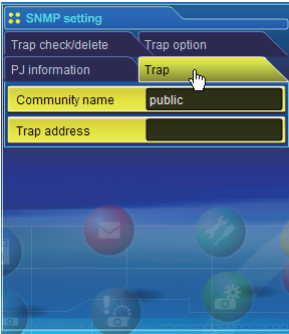 SNMP setting
Trap check/delete Trap option
PJ information Trap
Community name public
Trap address